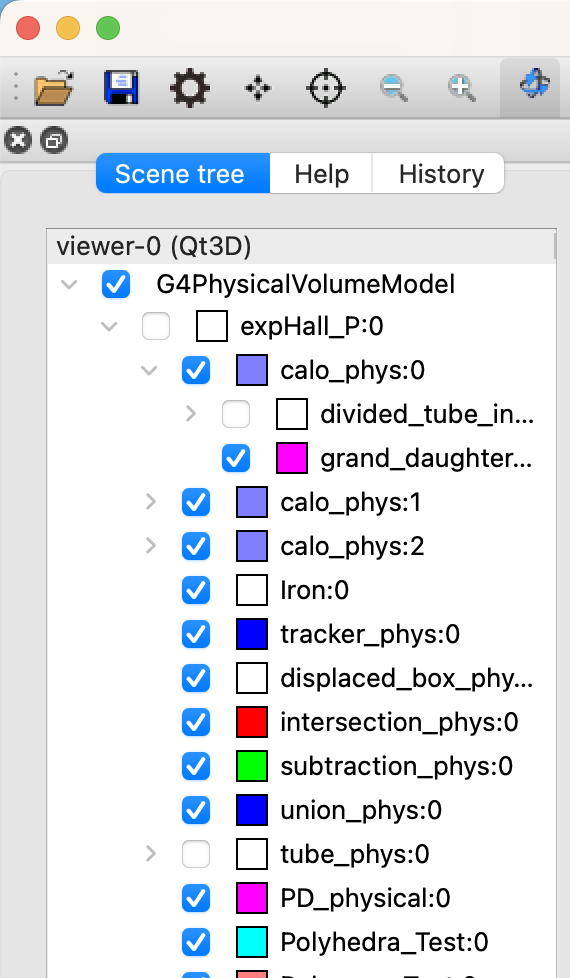 Scene tree
Help
History
viewer-0 (Qt3D)
G4PhysicalVolumeModel
expHall_P:0
calo_phys:0
divided_tube_in...
grand_daughter...
calo_phys:1
calo_phys:2
Iron:0
tracker_phys:0
displaced_box_phy...
intersection_phys:0
subtraction_phys:0
union_phys:0
tube_phys:0
PD_physical:0
Polyhedra_Test:0